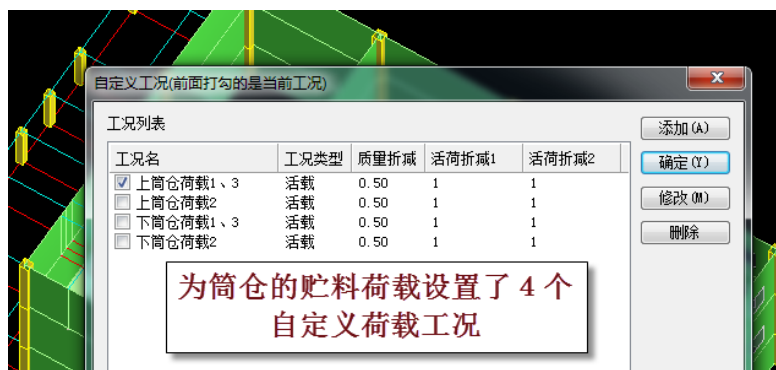 自定义工况(前面打勾的是当前工况)
工况列表
工况名 工况类型 质量折减 活荷折减1 活荷折减2
上筒仓荷载1、3 活载 0.50 1 1
上筒仓荷载2 活载 0.50 1 1
下筒仓荷载1、3 活载 0.50 1 1
下筒仓荷载2 活载 0.50 1 1
添加(A)
确定(Y)
修改(M)
删除
为筒仓的贮料荷载设置了4个
自定义荷载工况